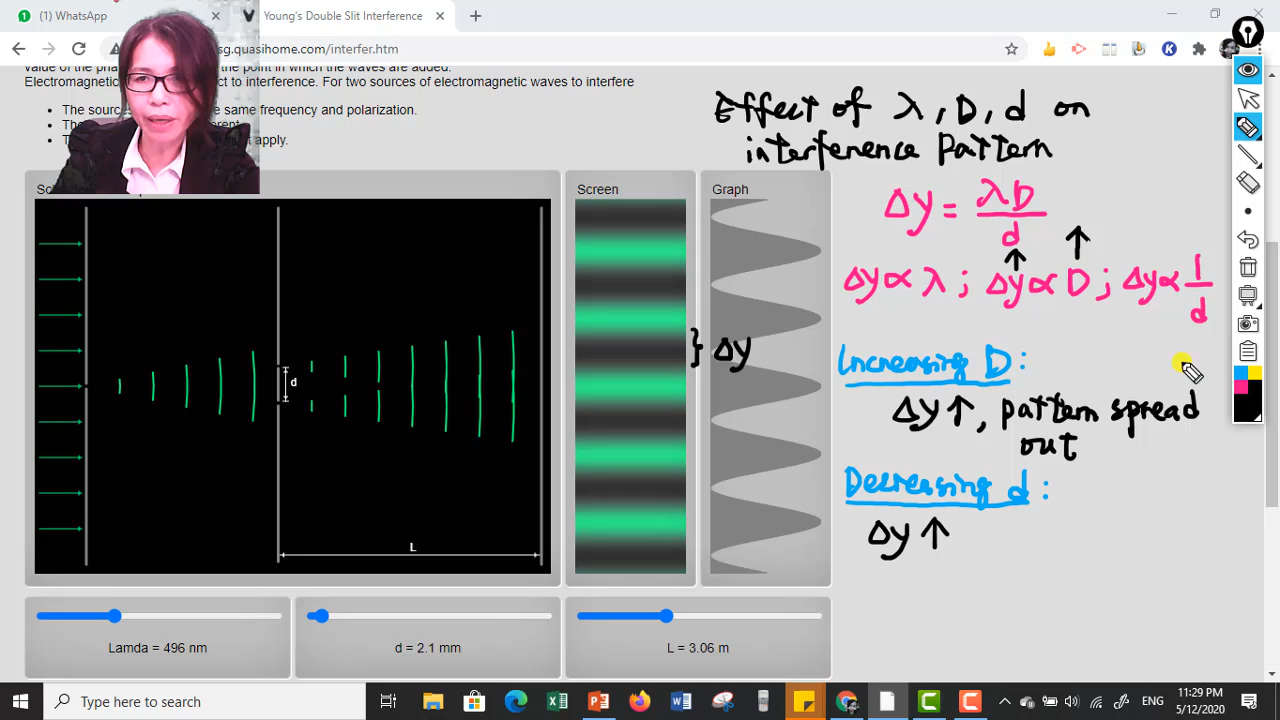 (1) WhatsApp
Young's Double Slit Interference
sg.quasihome.com/interfer.htm
the point in which the waves are added.
Electromagnetic
ct to interference. For two sources of electromagnetic waves to interfere
The sources
same frequency and polarization.
apply.
Screen
Graph
d
L
Lamda = 496 nm
d = 2.1 mm
L = 3.06 m
Effect of λ, D, d on
interference Pattern
Δy = λD/d
↑ ↑
Δy ∝ λ ; Δy ∝ D ; Δy ∝ 1/d
} Δy
Increasing D :
Δy ↑, pattern spread
out
Decreasing d :
Δy ↑
Type here to search
ENG
11:29 PM
5/12/2020